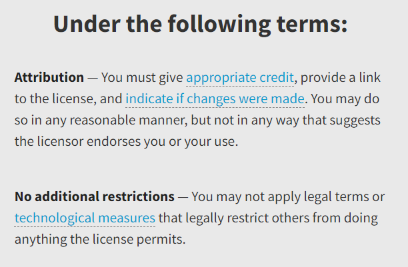 Under the following terms:
Attribution — You must give appropriate credit, provide a link
to the license, and indicate if changes were made. You may do
so in any reasonable manner, but not in any way that suggests
the licensor endorses you or your use.
No additional restrictions — You may not apply legal terms or
technological measures that legally restrict others from doing
anything the license permits.